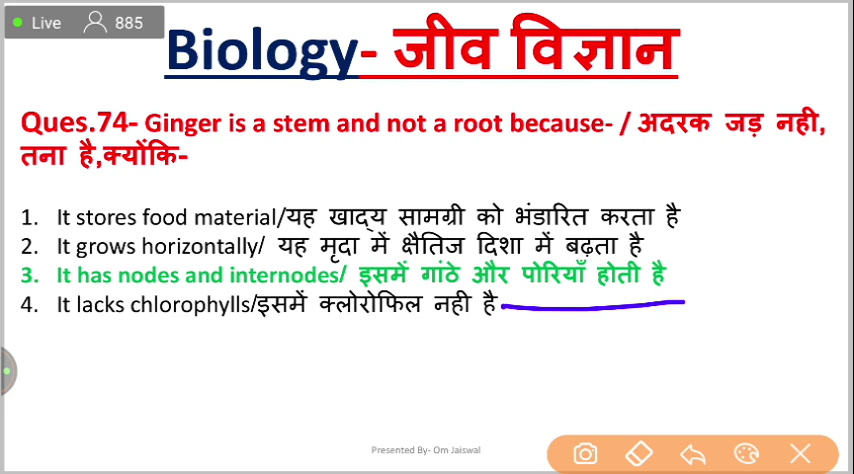 Live 885
Biology- जीव विज्ञान
Ques.74- Ginger is a stem and not a root because- / अदरक जड़ नही,
तना है,क्योंकि-
1. It stores food material/यह खाद्य सामग्री को भंडारित करता है
2. It grows horizontally/ यह मृदा में क्षैतिज दिशा में बढ़ता है
3. It has nodes and internodes/ इसमें गांठे और पोरियाँ होती है
4. It lacks chlorophylls/इसमें क्लोरोफिल नही है
Presented By- Om Jaiswal